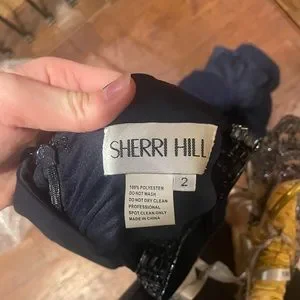 SHERRI HILL
2
100% POLYESTER
DO NOT WASH
DO NOT DRY CLEAN
PROFESSIONAL
SPOT CLEAN ONLY
MADE IN CHINA